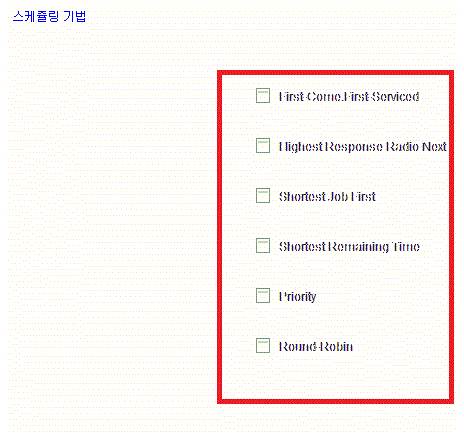 스케쥴링 기법
First Come First Serviced
Highest Response Radio Next
Shortest Job First
Shortest Remaining Time
Priority
Round Robin